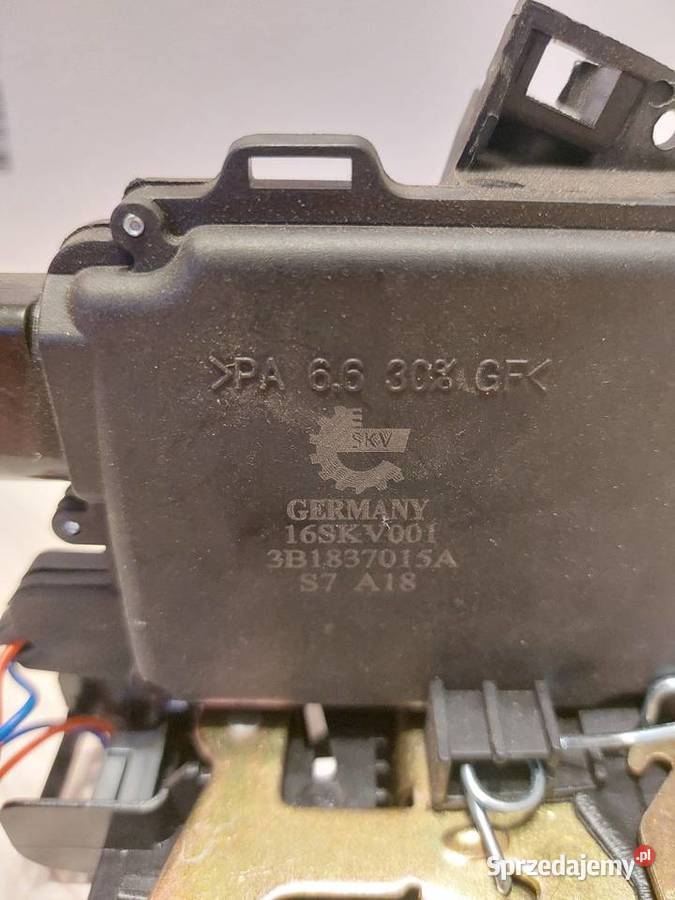 >PA 6.6 30% GF<
SKV
GERMANY
16SKV001
3B1837015A
S7 A18
Sprzedajemy.pl